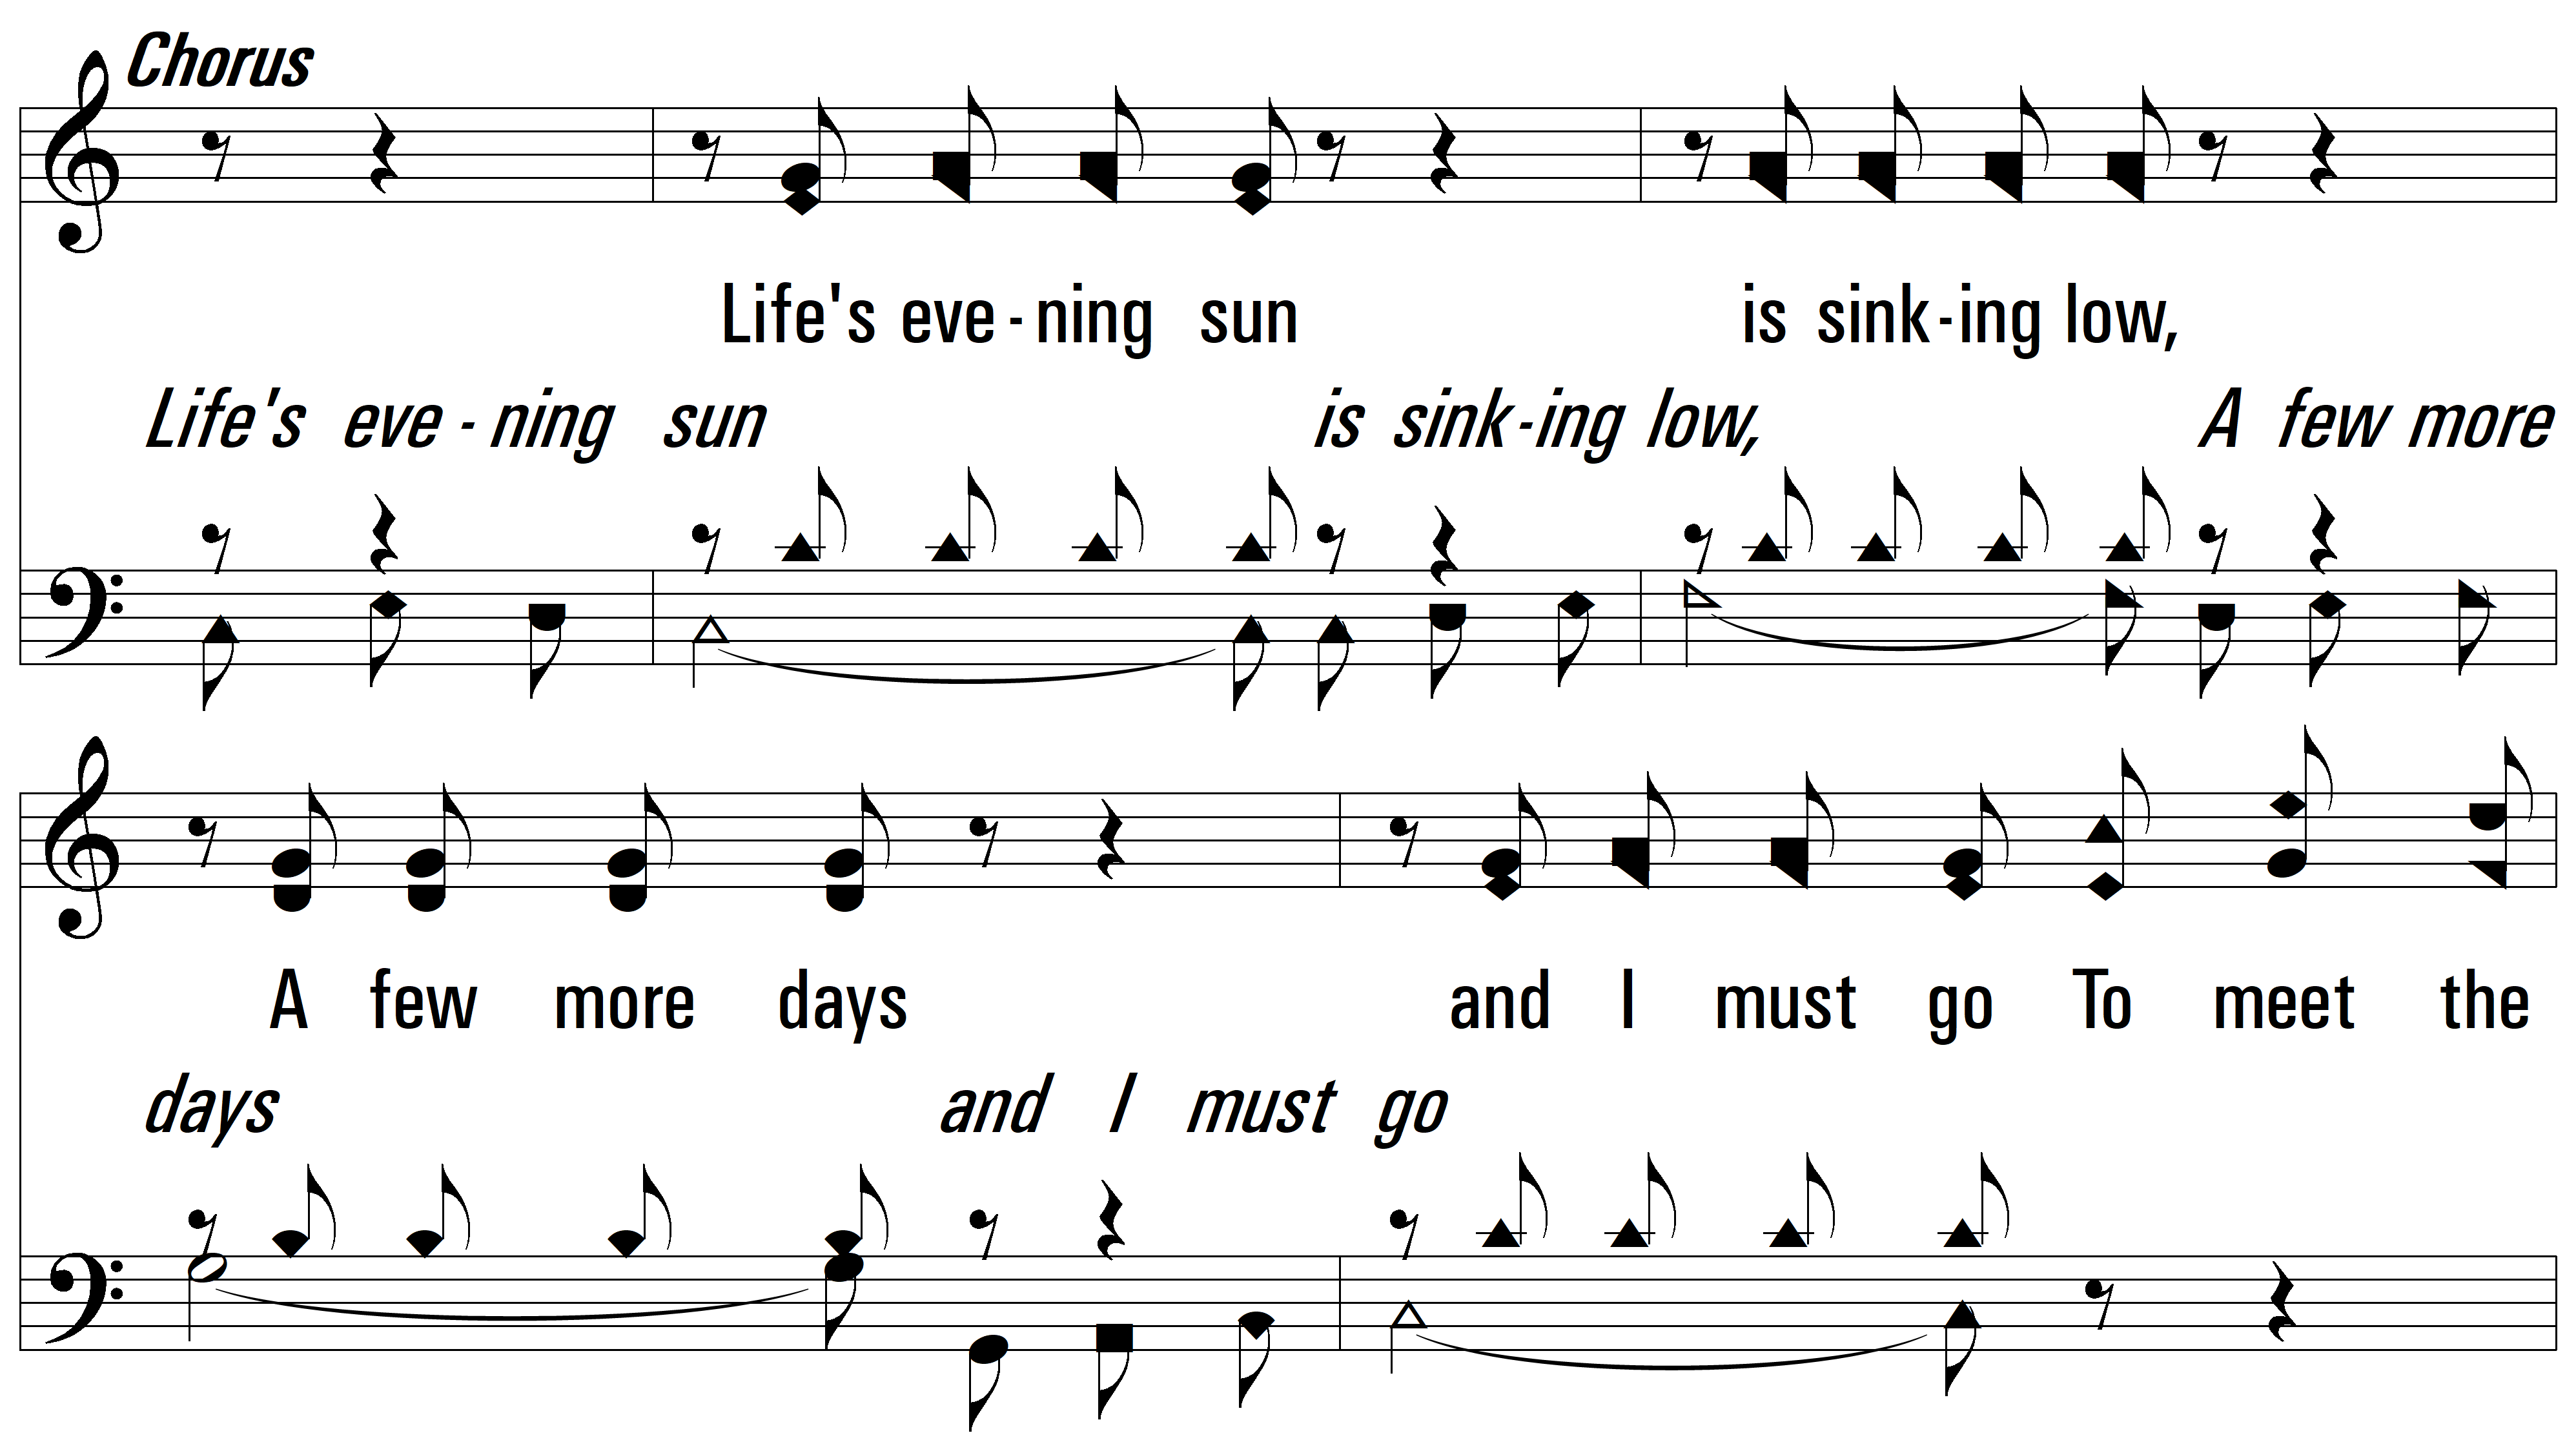 Chorus
Life's eve-ning sun is sink-ing low,
Life's eve-ning sun is sink-ing low, A few more
A few more days and I must go To meet the
days and I must go